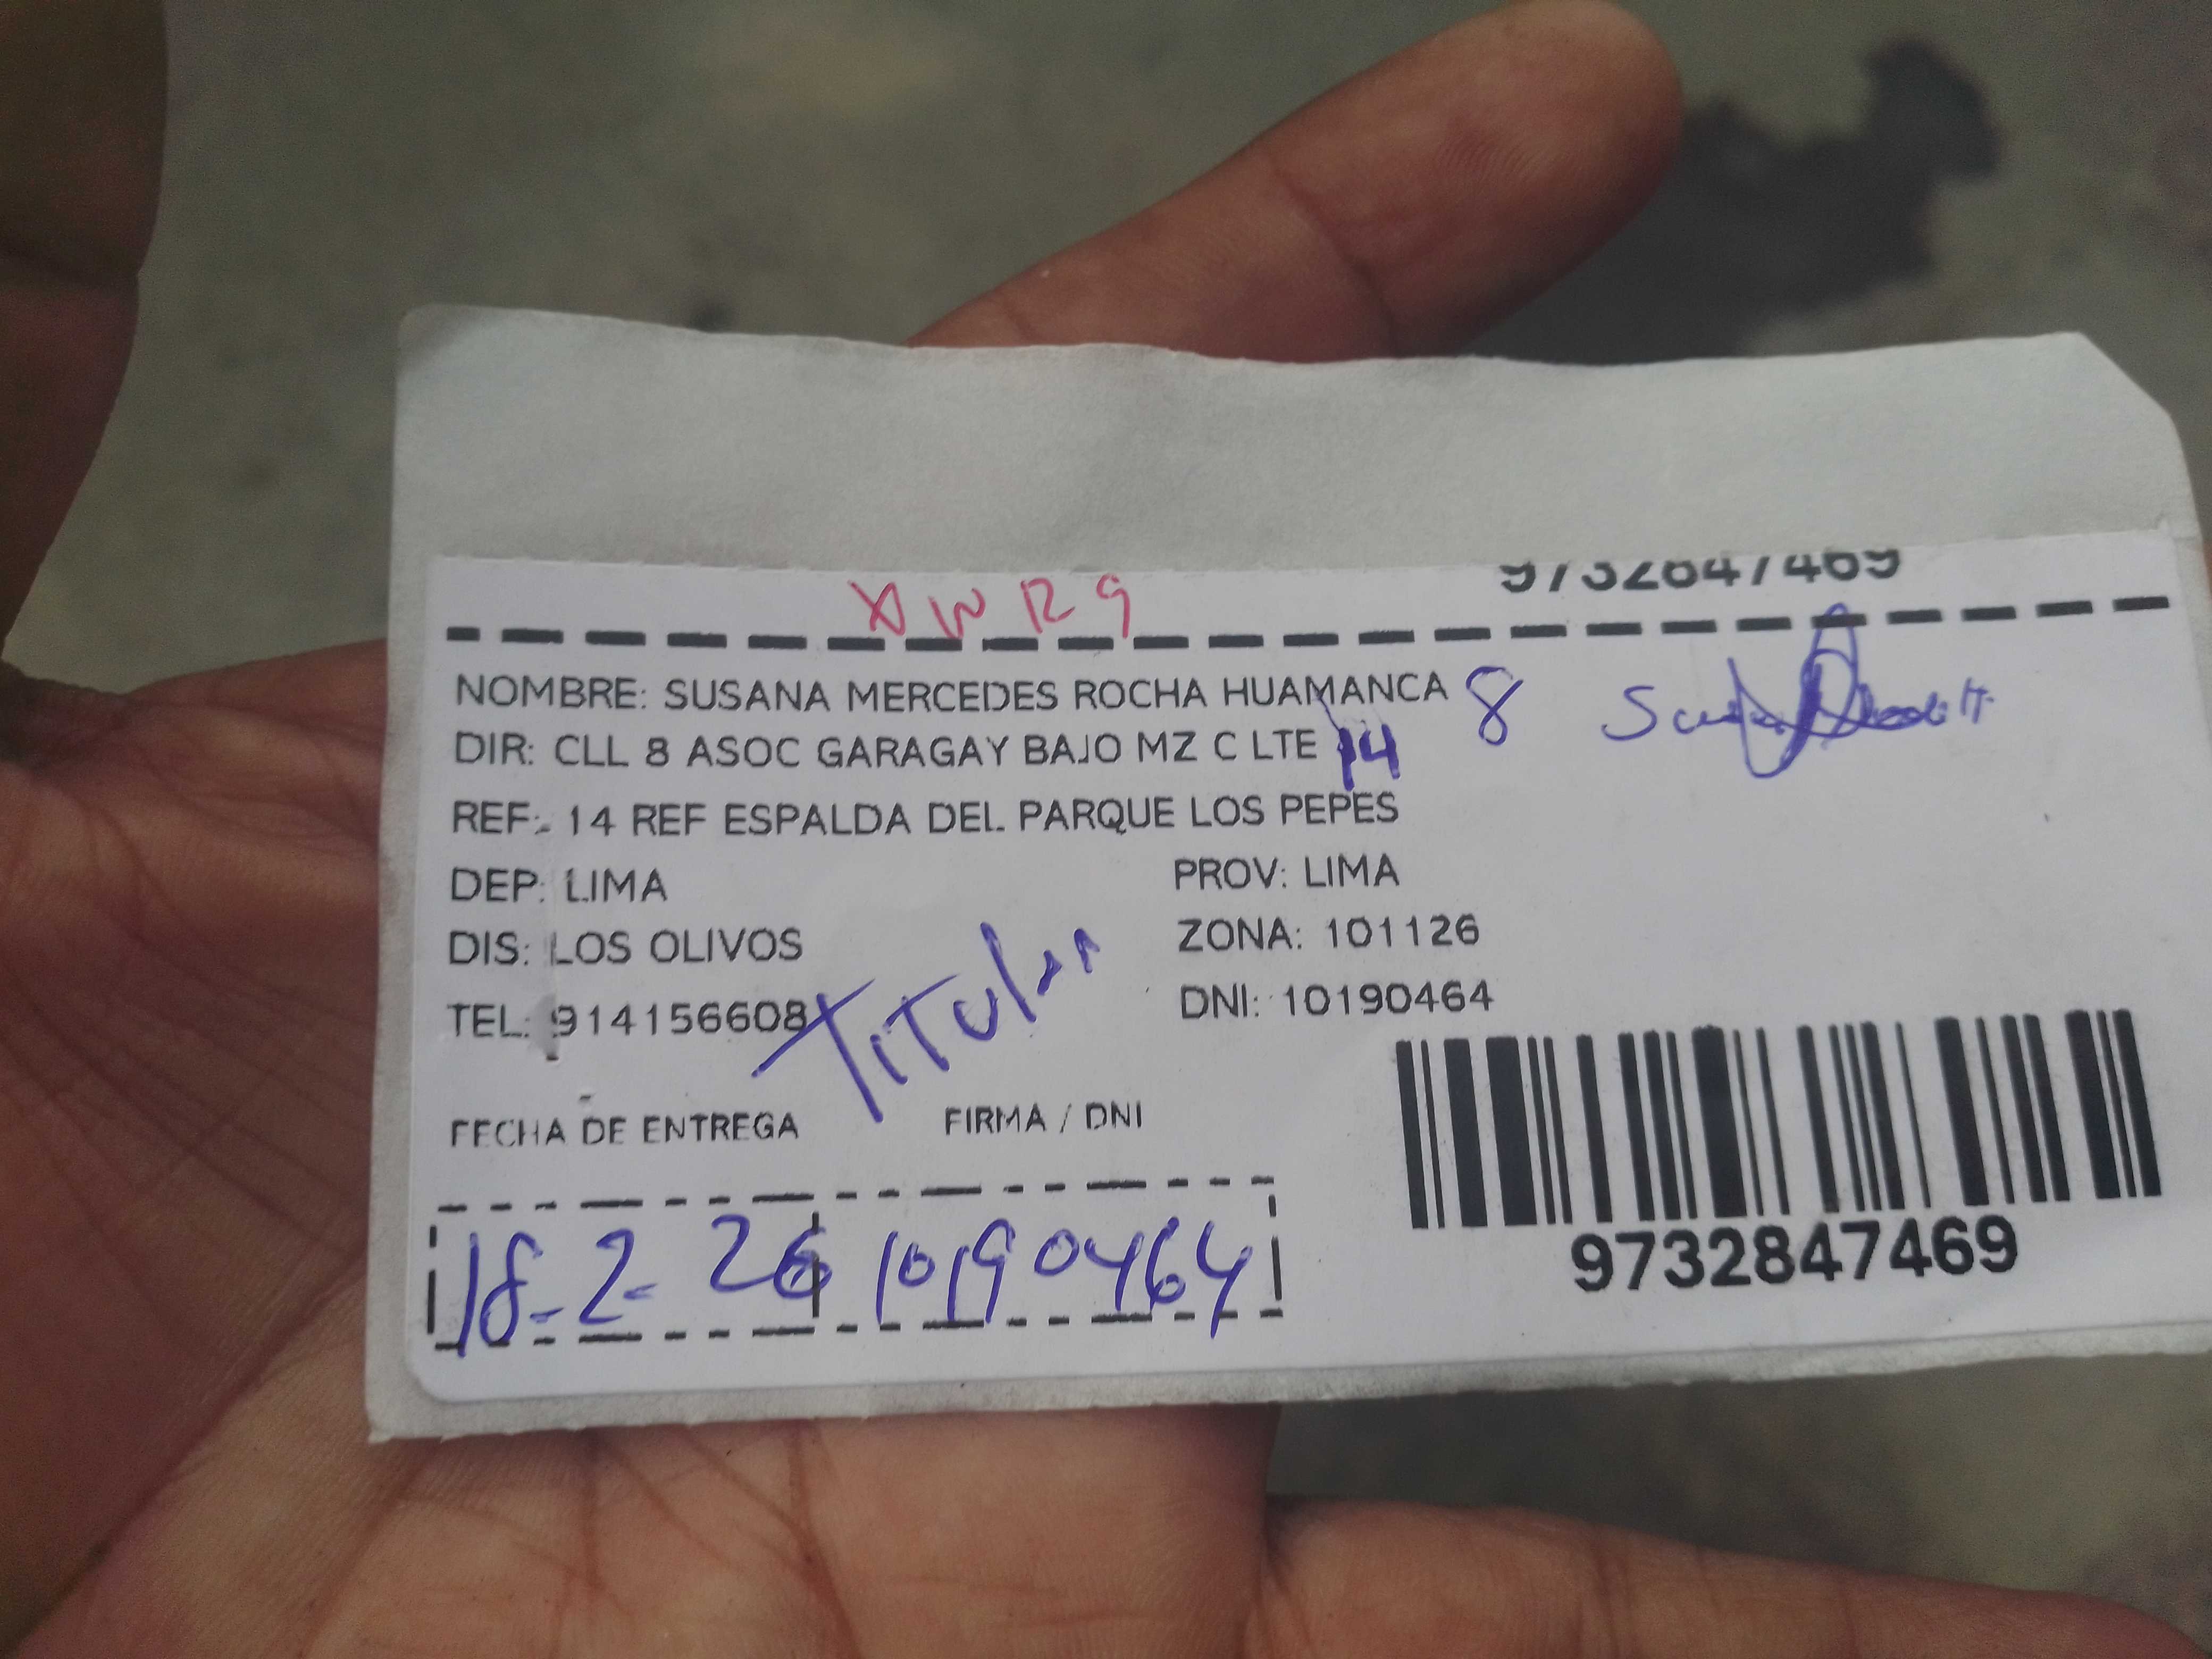 XWR9
9732847469
NOMBRE: SUSANA MERCEDES ROCHA HUAMANCA 8
DIR: CLL 8 ASOC GARAGAY BAJO MZ C LTE 14
REF: 14 REF ESPALDA DEL PARQUE LOS PEPES
DEP: LIMA PROV: LIMA
DIS: LOS OLIVOS ZONA: 101126
TEL: 914156608 DNI: 10190464
Titular
FECHA DE ENTREGA FIRMA / DNI
18-2-26 10190464
9732847469